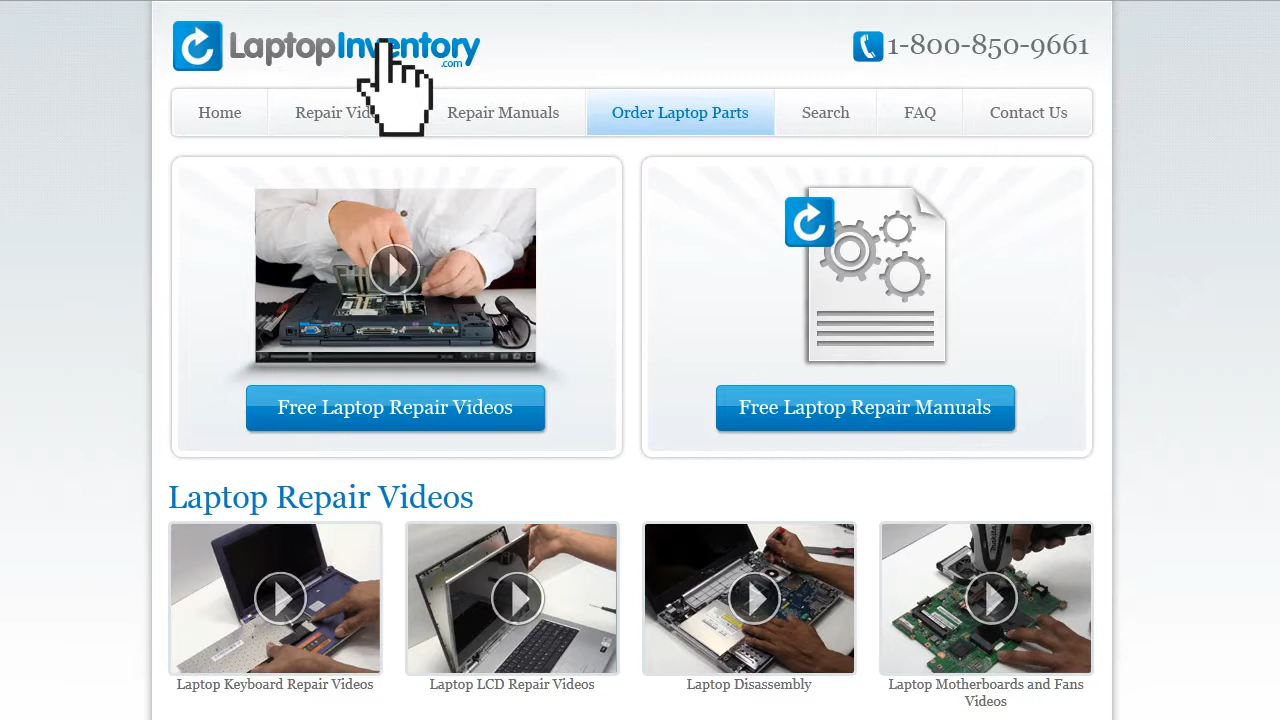 LaptopInventory
.com
1-800-850-9661
Home
Repair Vid
Repair Manuals
Order Laptop Parts
Search
FAQ
Contact Us
Free Laptop Repair Videos
Free Laptop Repair Manuals
Laptop Repair Videos
Laptop Keyboard Repair Videos
Laptop LCD Repair Videos
Laptop Disassembly
Laptop Motherboards and Fans
Videos